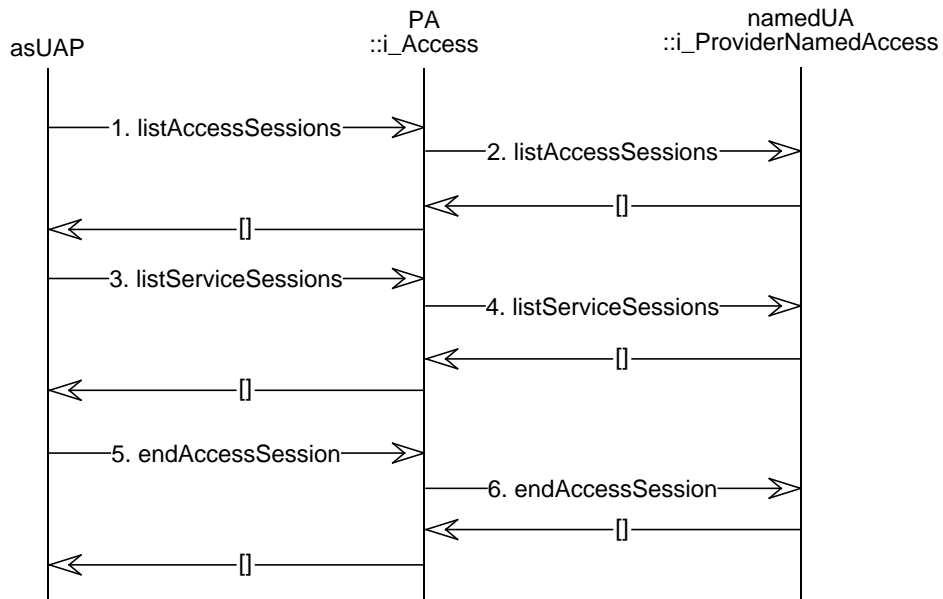 asUAP
PA
::i_Access
namedUA
::i_ProviderNamedAccess
1. listAccessSessions
2. listAccessSessions
[]
[]
3. listServiceSessions
4. listServiceSessions
[]
[]
5. endAccessSession
6. endAccessSession
[]
[]